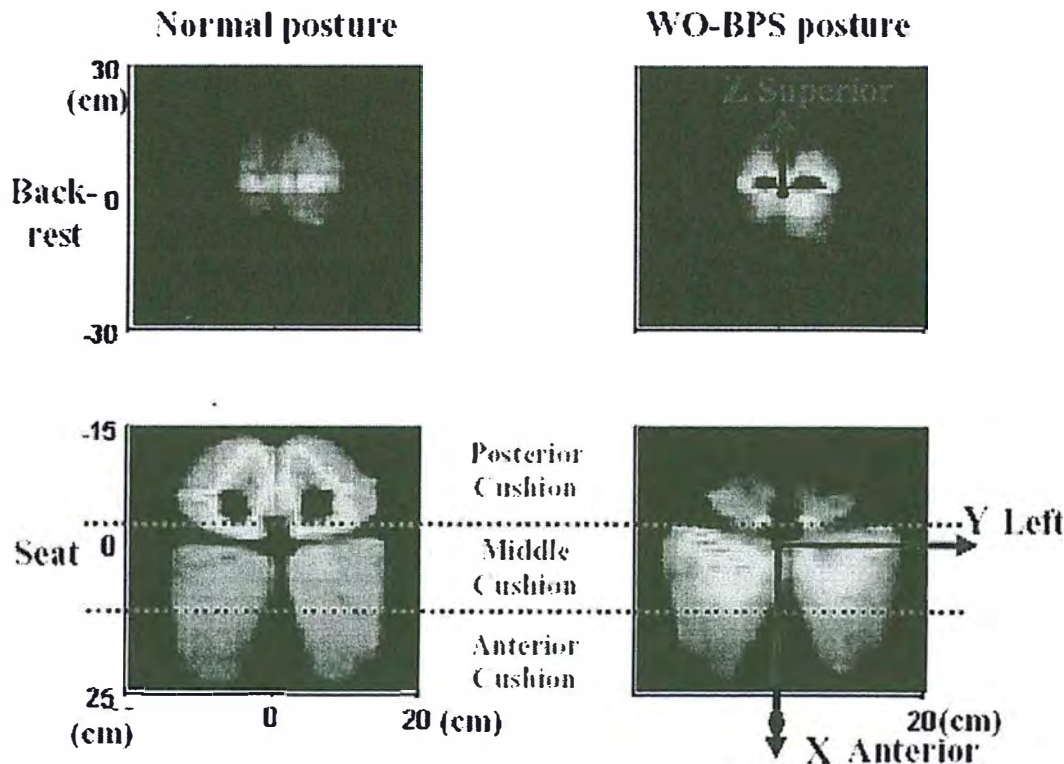 Normal posture
WO-BPS posture
30
(cm)
Z Superior
Back-
rest
0
-30
-15
Posterior
Cushion
Y Left
Seat
0
Middle
Cushion
Anterior
Cushion
25
(cm)
0
20 (cm)
20(cm)
X Anterior